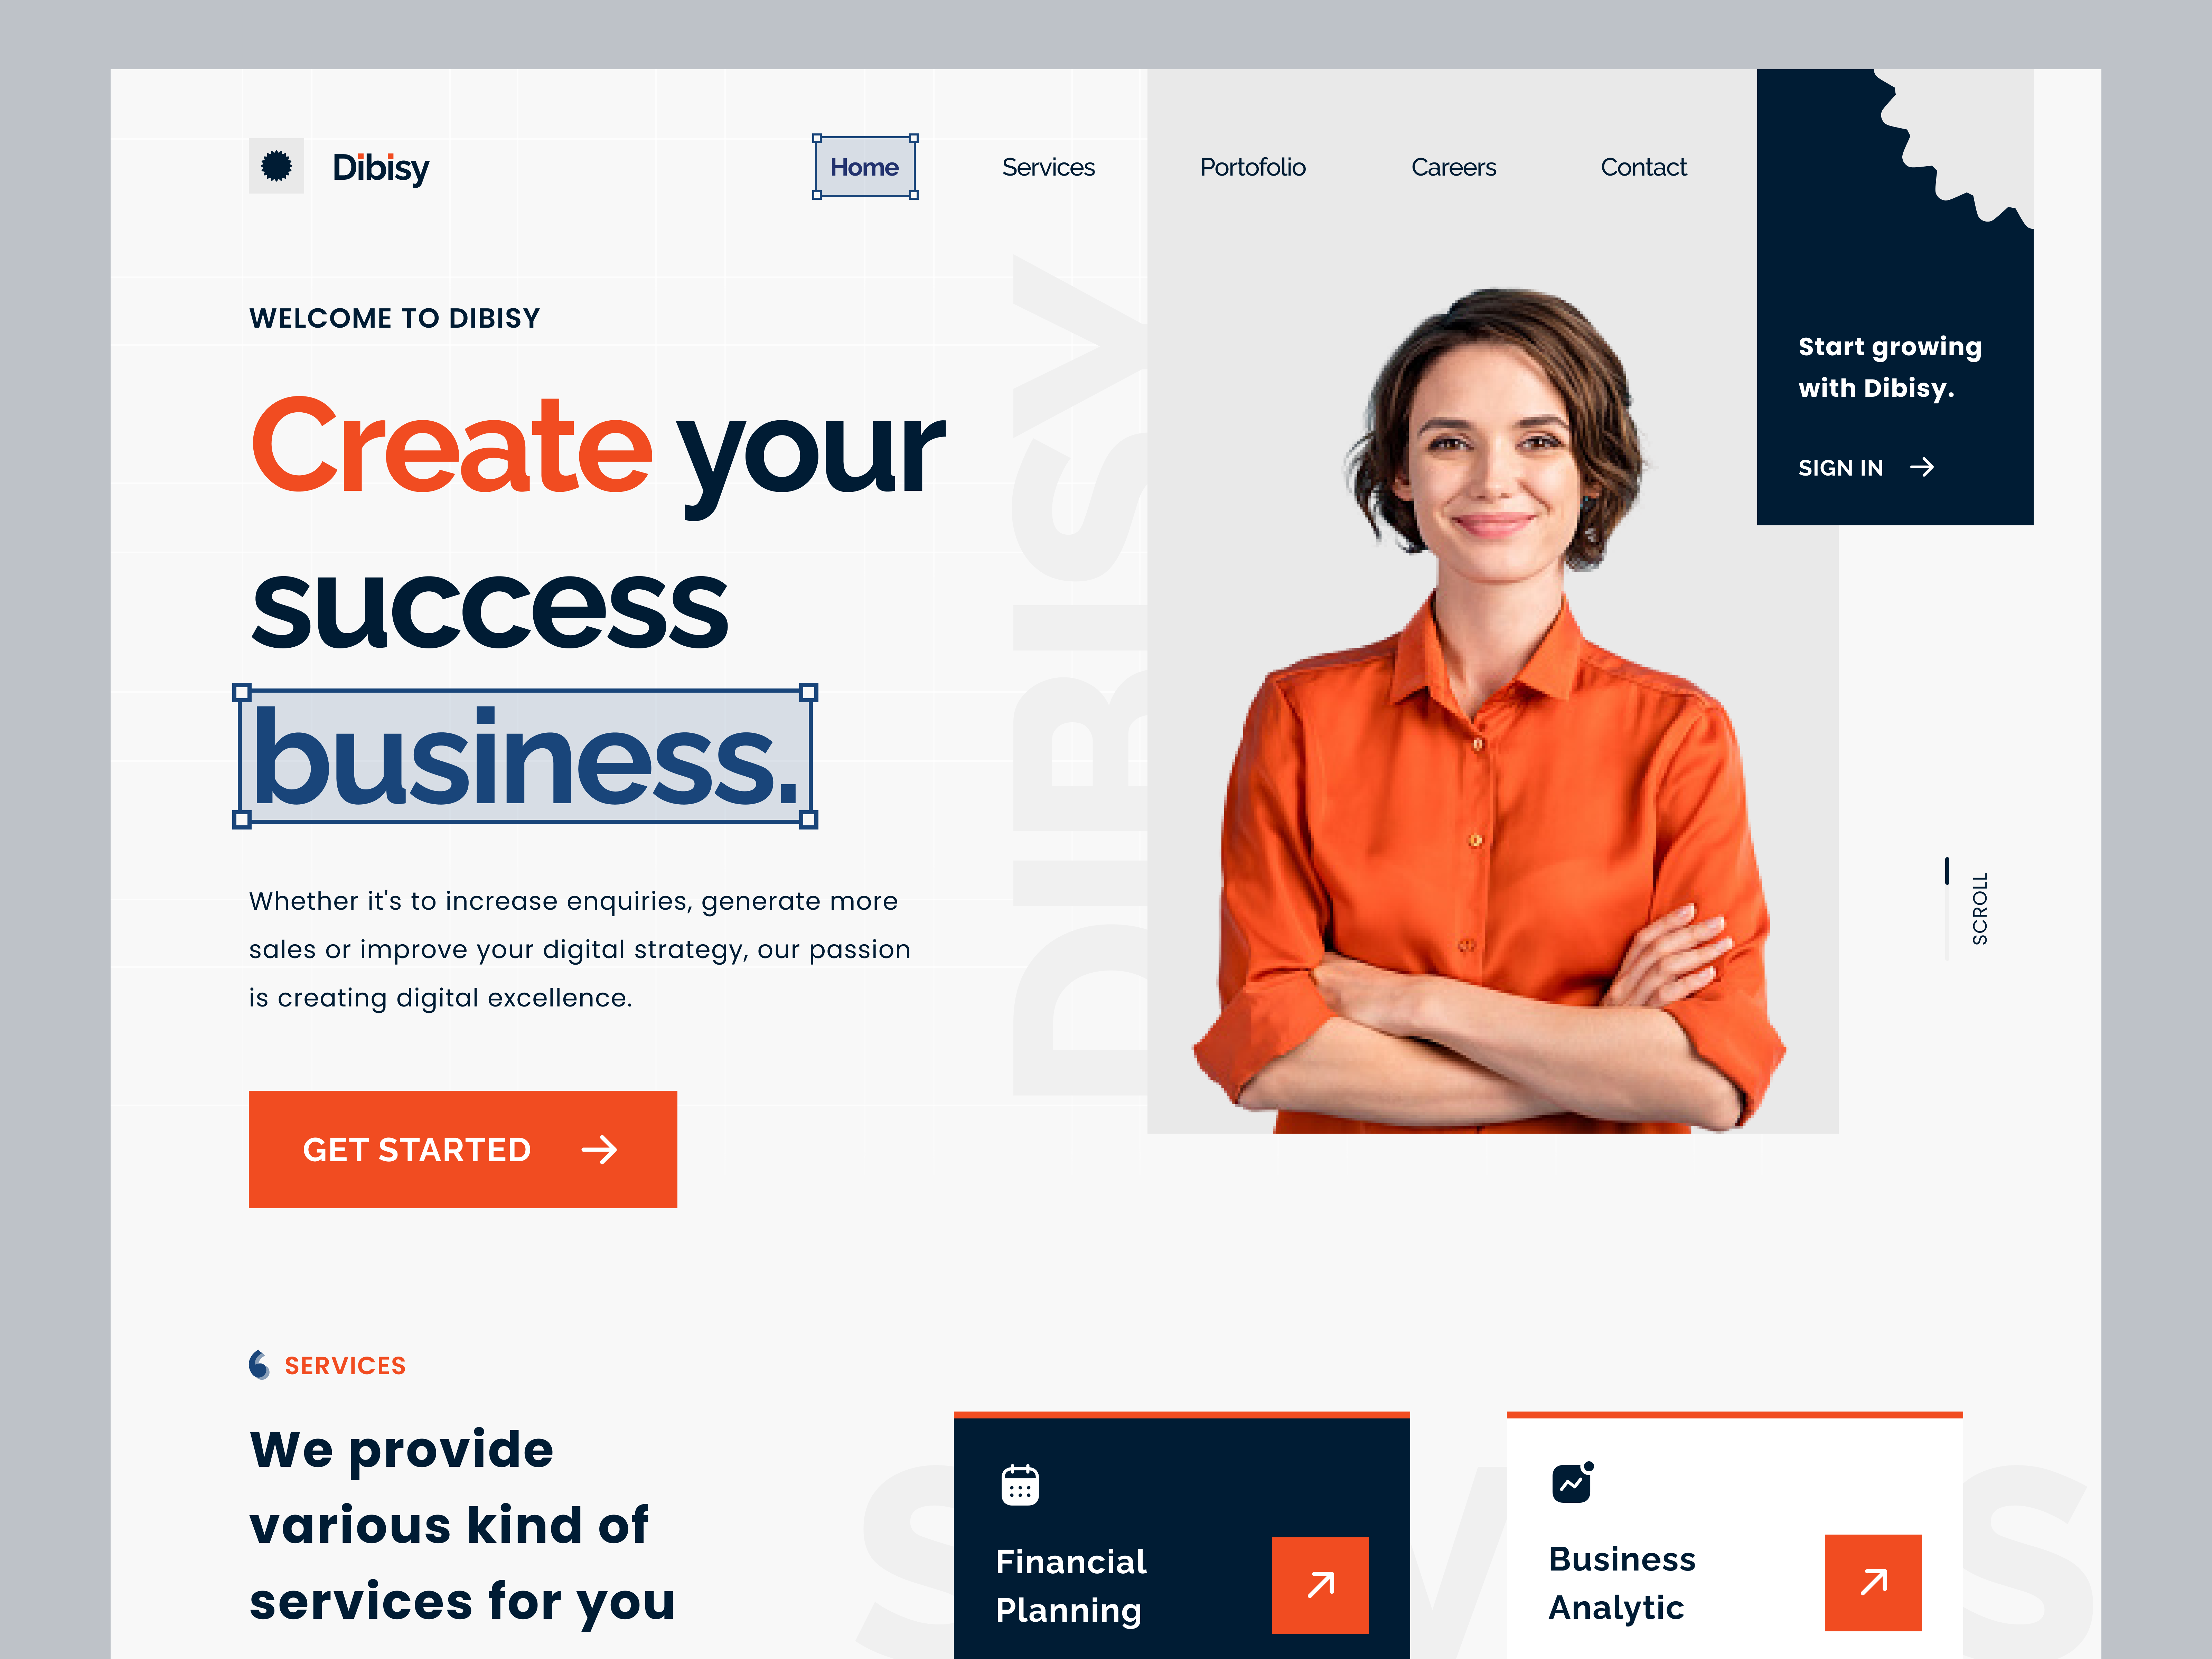 Dibisy
Home
Services
Portofolio
Careers
Contact
WELCOME TO DIBISY
Create your
success
business.
Whether it's to increase enquiries, generate more
sales or improve your digital strategy, our passion
is creating digital excellence.
GET STARTED
DIBISY
Start growing
with Dibisy.
SIGN IN
SCROLL
SERVICES
We provide
various kind of
services for you
Financial
Planning
Business
Analytic